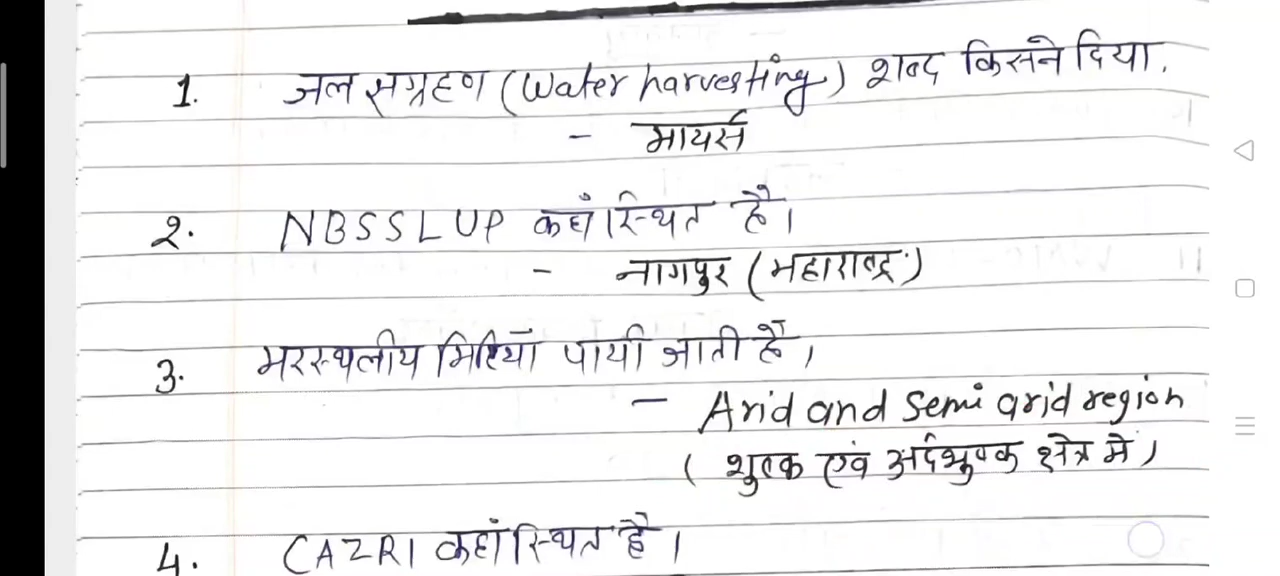 1. जल संग्रहण (Water harvesting) शब्द किसने दिया.
- मायर्स
2. NBSSLUP कहाँ स्थित है।
- नागपुर (महाराष्ट्र)
3. मरुस्थलीय मिट्टियाँ पायी जाती है।
- Arid and Semi arid region
( शुष्क एवं अर्दशुष्क क्षेत्र मे)
4. CAZRI कहाँ स्थित है।